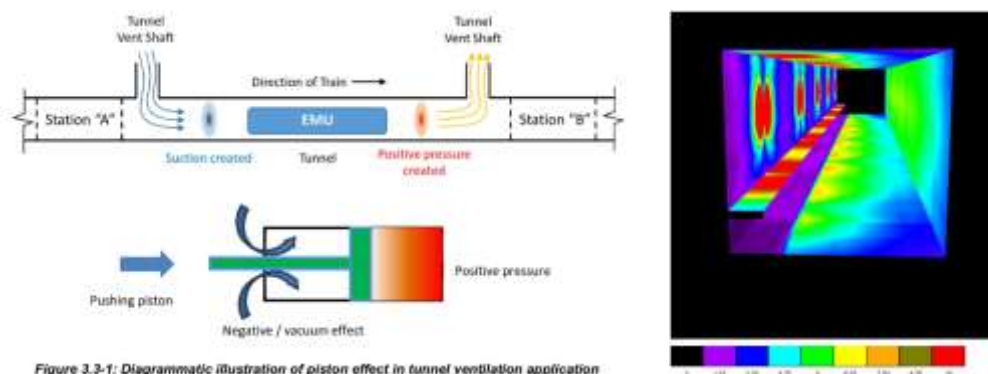 Tunnel
Vent Shaft
Tunnel
Vent Shaft
Direction of Train
Station "A"
EMU
Station "B"
Suction created
Tunnel
Positive pressure
created
Pushing piston
Positive pressure
Negative / vacuum effect
Figure 3.3-1: Diagrammatic illustration of piston effect in tunnel ventilation application